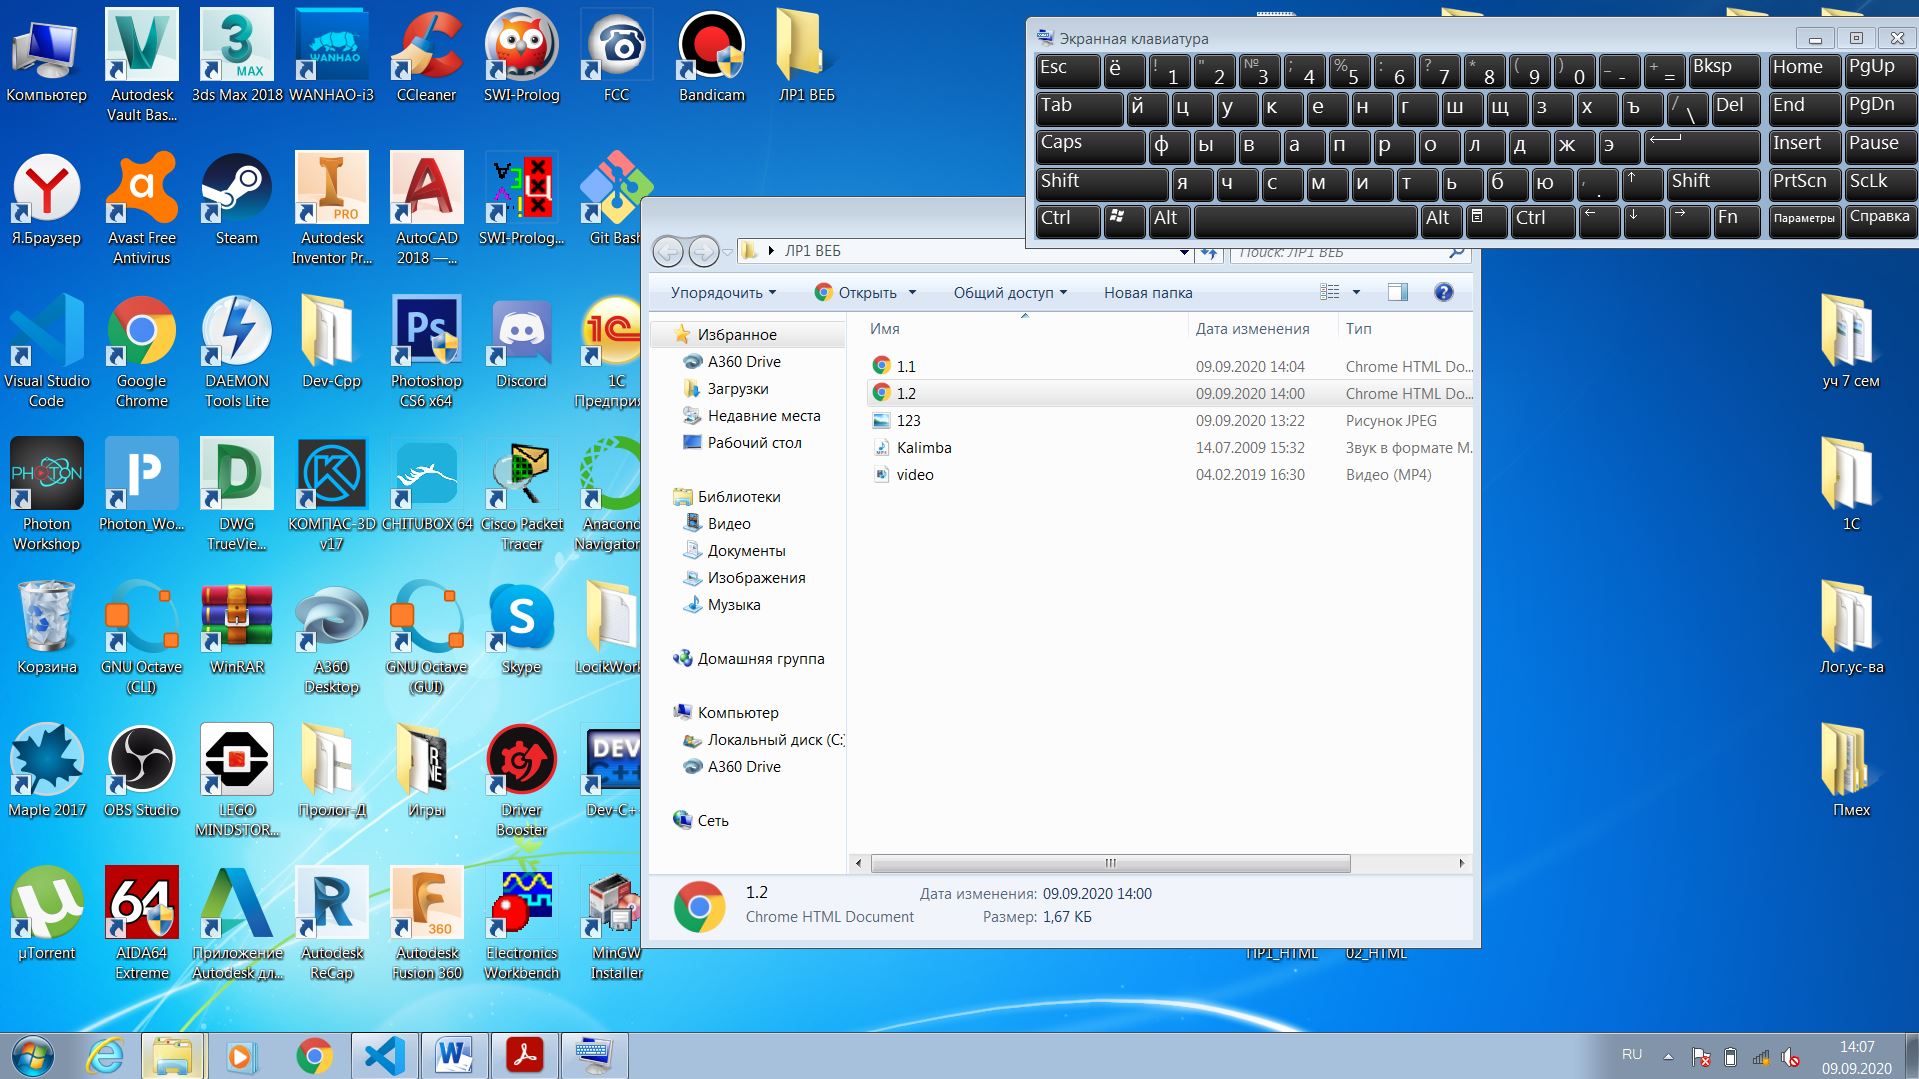 Компьютер
Autodesk
Vault Bas...
3ds Max 2018
WANHAO-i3
CCleaner
SWI-Prolog
FCC
Bandicam
ЛР1 ВЕБ
Я.Браузер
Avast Free
Antivirus
Steam
Autodesk
Inventor Pr...
AutoCAD
2018 —...
SWI-Prolog...
Git Bash
Visual Studio
Code
Google
Chrome
DAEMON
Tools Lite
Dev-Cpp
Photoshop
CS6 x64
Discord
1C
Предприя
Photon
Workshop
Photon_Wo...
DWG
TrueVie...
КОМПАС-3D
v17
CHITUBOX 64
Cisco Packet
Tracer
Anacond
Navigator
Корзина
GNU Octave
(CLI)
WinRAR
A360
Desktop
GNU Octave
(GUI)
Skype
LocikWork
Maple 2017
OBS Studio
LEGO
MINDSTOR...
Пролог-Д
Игры
Driver
Booster
Dev-C+
µTorrent
AIDA64
Extreme
Приложение
Autodesk дл...
Autodesk
ReCap
Autodesk
Fusion 360
Electronics
Workbench
MinGW
Installer
Экранная клавиатура
Esc ё ! 1 " 2 № 3 ; 4 % 5 : 6 ? 7 * 8 ( 9 ) 0 _ - + = Bksp Home PgUp
Tab й ц у к е н г ш щ з х ъ / \ Del End PgDn
Caps ф ы в а п р о л д ж э Insert Pause
Shift я ч с м и т ь б ю , . ↑ Shift PrtScn ScLk
Ctrl Alt Alt Ctrl ← ↓ → Fn Параметры Справка
ЛР1 ВЕБ
Поиск: ЛР1 ВЕБ
Упорядочить Открыть Общий доступ Новая папка
Имя Дата изменения Тип
1.1 09.09.2020 14:04 Chrome HTML Do...
1.2 09.09.2020 14:00 Chrome HTML Do...
123 09.09.2020 13:22 Рисунок JPEG
Kalimba 14.07.2009 15:32 Звук в формате M.
video 04.02.2019 16:30 Видео (MP4)
Избранное
A360 Drive
Загрузки
Недавние места
Рабочий стол
Библиотеки
Видео
Документы
Изображения
Музыка
Домашняя группа
Компьютер
Локальный диск (C:)
A360 Drive
Сеть
1.2 Дата изменения: 09.09.2020 14:00
Chrome HTML Document Размер: 1,67 КБ
ПР1_HTML
02_HTML
уч 7 сем
1C
Лог.ус-ва
Пмех
RU
14:07
09.09.2020